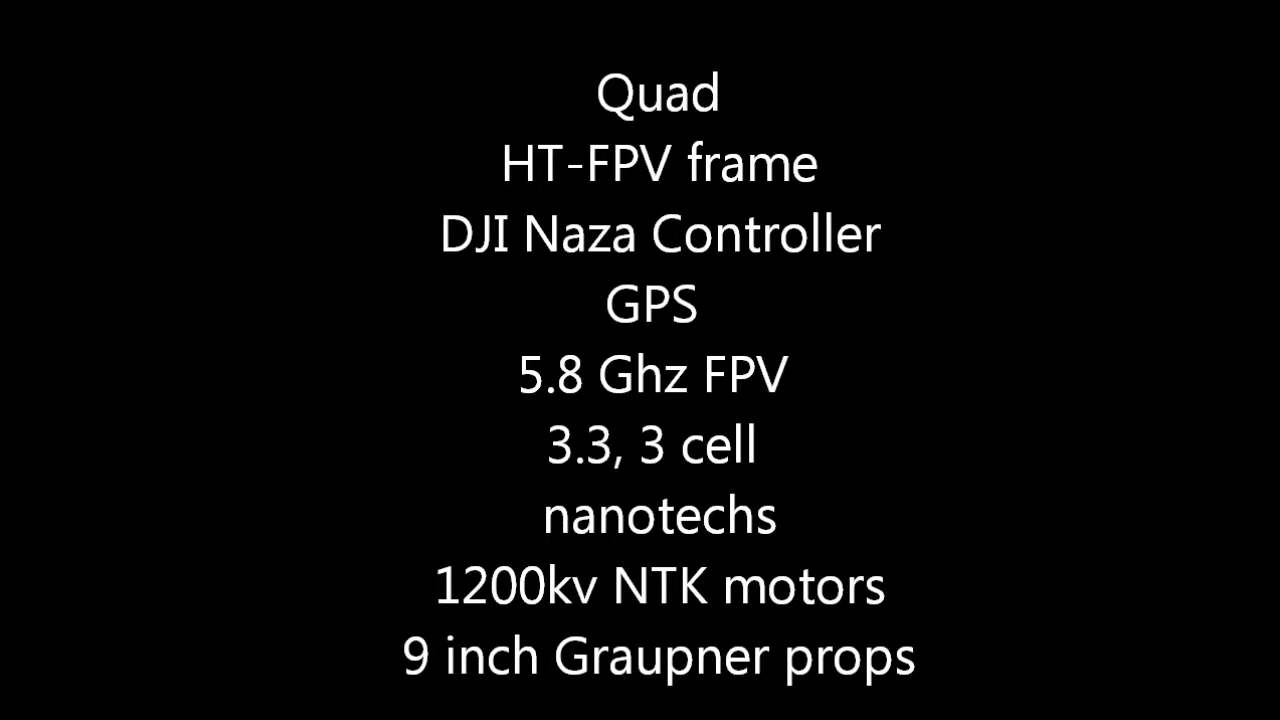 Quad
HT-FPV frame
DJI Naza Controller
GPS
5.8 Ghz FPV
3.3, 3 cell
nanotechs
1200kv NTK motors
9 inch Graupner props